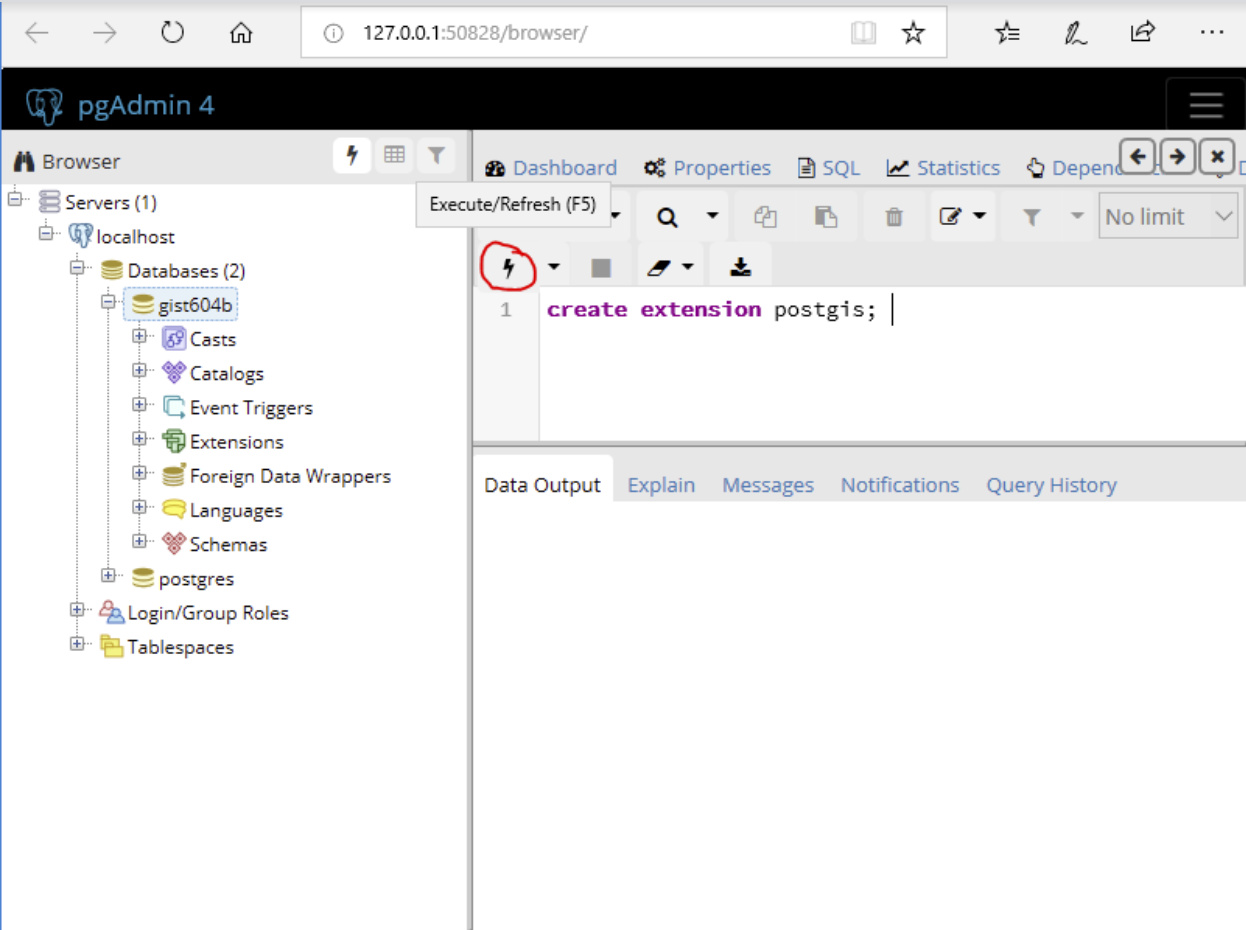 127.0.0.1:50828/browser/
pgAdmin 4
Browser
Servers (1)
localhost
Databases (2)
gist604b
Casts
Catalogs
Event Triggers
Extensions
Foreign Data Wrappers
Languages
Schemas
postgres
Login/Group Roles
Tablespaces
Dashboard Properties SQL Statistics Depend
Execute/Refresh (F5)
No limit
1 create extension postgis;
Data Output Explain Messages Notifications Query History